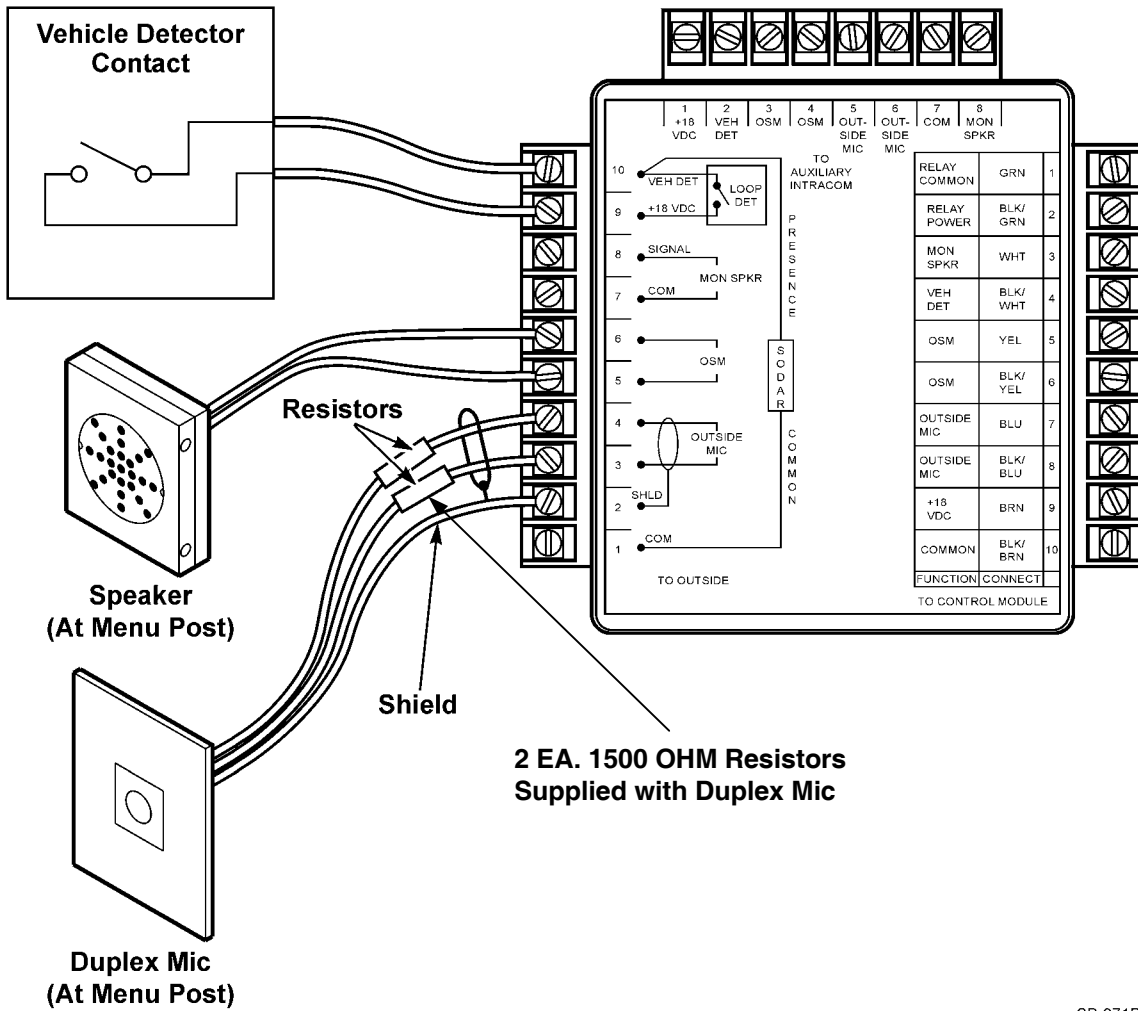 Vehicle Detector
Contact
1 2 3 4 5 6 7 8
+18 VDC
VEH DET
OSM
OSM
OUT-SIDE MIC
OUT-SIDE MIC
COM
MON SPKR
TO
AUXILIARY
INTRACOM
10 VEH DET
LOOP
DET
9 +18 VDC
8 SIGNAL
MON SPKR
7 COM
6
OSM
5
4
OUTSIDE
MIC
3
2 SHLD
1 COM
PRESENCE
SODAR
COMMON
TO OUTSIDE
RELAY COMMON GRN 1
RELAY POWER BLK/GRN 2
MON SPKR WHT 3
VEH DET BLK/WHT 4
OSM YEL 5
OSM BLK/YEL 6
OUTSIDE MIC BLU 7
OUTSIDE MIC BLK/BLU 8
+18 VDC BRN 9
COMMON BLK/BRN 10
FUNCTION CONNECT
TO CONTROL MODULE
Resistors
Speaker
(At Menu Post)
Shield
2 EA. 1500 OHM Resistors
Supplied with Duplex Mic
Duplex Mic
(At Menu Post)